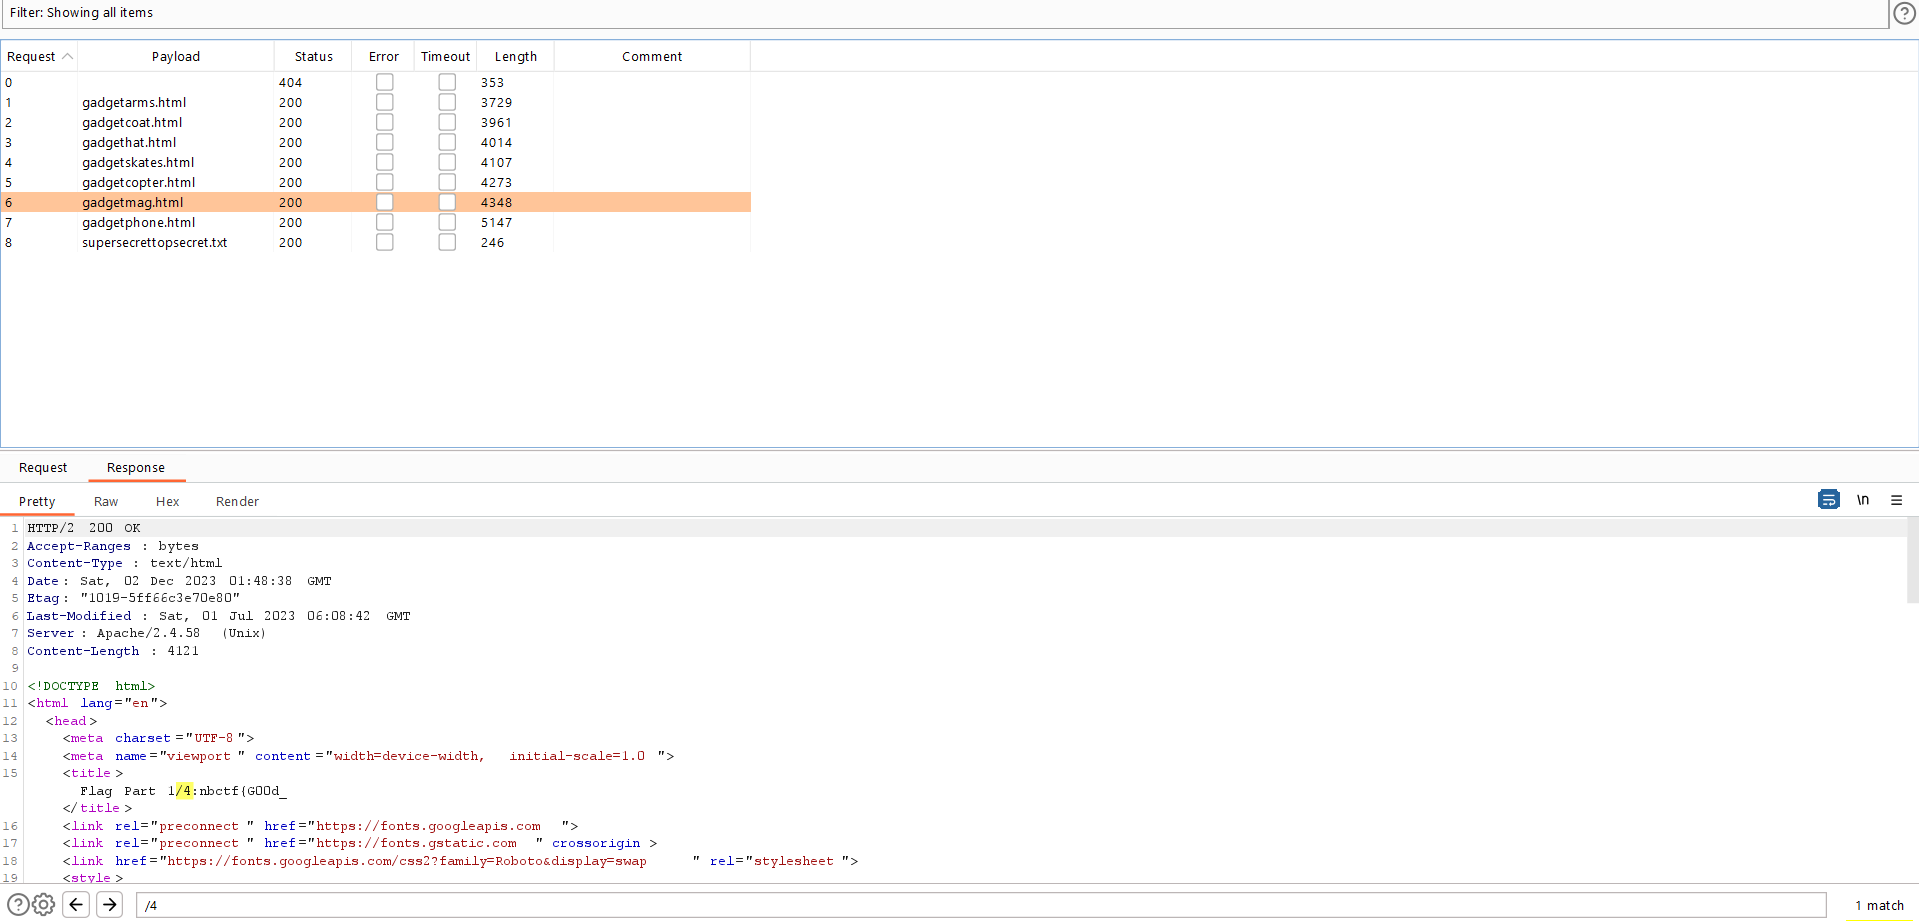 Filter: Showing all items
Request Payload Status Error Timeout Length Comment
0 404 353
1 gadgetarms.html 200 3729
2 gadgetcoat.html 200 3961
3 gadgethat.html 200 4014
4 gadgetskates.html 200 4107
5 gadgetcopter.html 200 4273
6 gadgetmag.html 200 4348
7 gadgetphone.html 200 5147
8 supersecrettopsecret.txt 200 246
Request Response
Pretty Raw Hex Render \n
1 HTTP/2 200 OK
2 Accept-Ranges : bytes
3 Content-Type : text/html
4 Date : Sat, 02 Dec 2023 01:48:38 GMT
5 Etag : "1019-5ff66c3e70e80"
6 Last-Modified : Sat, 01 Jul 2023 06:08:42 GMT
7 Server : Apache/2.4.58 (Unix)
8 Content-Length : 4121
9
10 <!DOCTYPE html>
11 <html lang="en">
12 <head>
13 <meta charset="UTF-8">
14 <meta name="viewport" content="width=device-width, initial-scale=1.0">
15 <title>
Flag Part 1/4:nbctf{G00d_
</title>
16 <link rel="preconnect" href="https://fonts.googleapis.com">
17 <link rel="preconnect" href="https://fonts.gstatic.com" crossorigin>
18 <link href="https://fonts.googleapis.com/css2?family=Roboto&display=swap" rel="stylesheet">
19 <style>
/4 1 match